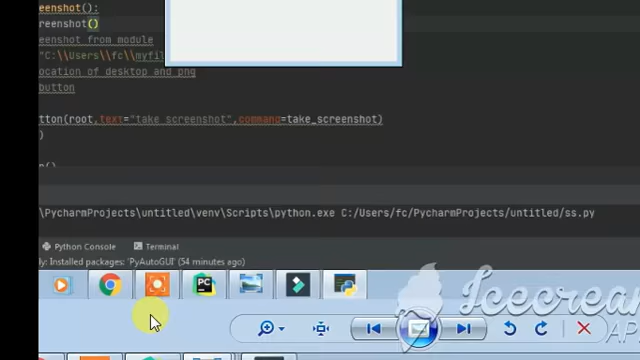 eenshot():
reenshot()
eenshot from module
"C:\\Users\\fc\\myfil
ocation of desktop and png
button
tton(root,text="take screenshot",command=take_screenshot)
)
n()
\PycharmProjects\untitled\venv\Scripts\python.exe C:/Users/fc/PycharmProjects/untitled/ss.py
Python Console
Terminal
ly: Installed packages: 'PyAutoGUI' (54 minutes ago)
PC
Icecream